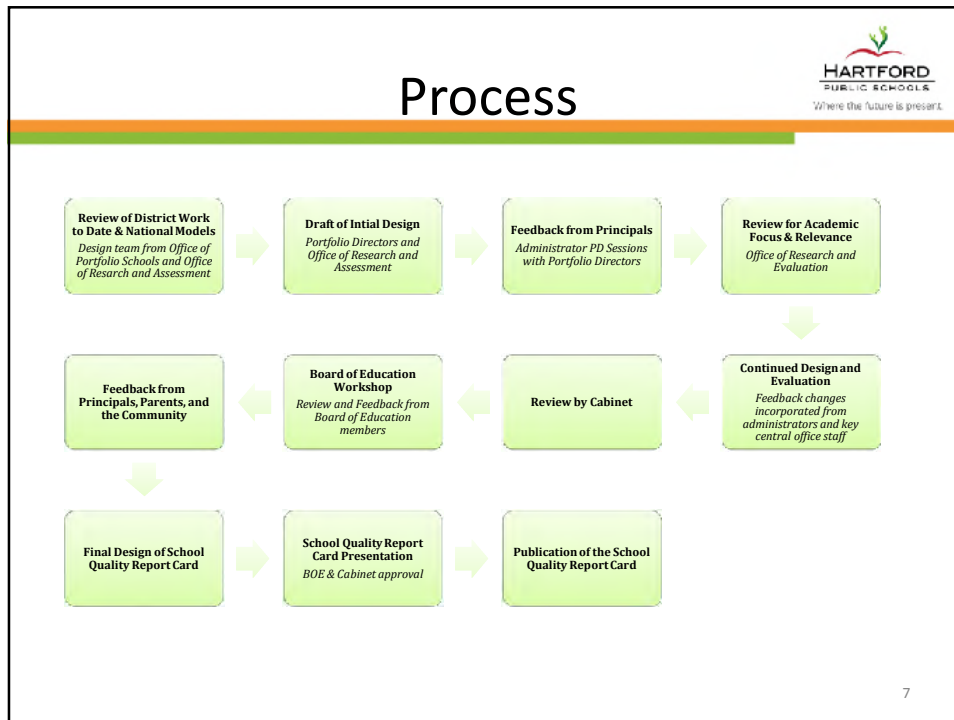 Process
HARTFORD
PUBLIC SCHOOLS
Where the future is present.
Review of District Work
to Date & National Models
Design team from Office of
Portfolio Schools and Office
of Resarch and Assessment
Draft of Intial Design
Portfolio Directors and
Office of Research and
Assessment
Feedback from Principals
Administrator PD Sessions
with Portfolio Directors
Review for Academic
Focus & Relevance
Office of Research and
Evaluation
Continued Design and
Evaluation
Feedback changes
incorporated from
administrators and key
central office staff
Review by Cabinet
Board of Education
Workshop
Review and Feedback from
Board of Education
members
Feedback from
Principals, Parents, and
the Community
Final Design of School
Quality Report Card
School Quality Report
Card Presentation
BOE & Cabinet approval
Publication of the School
Quality Report Card
7